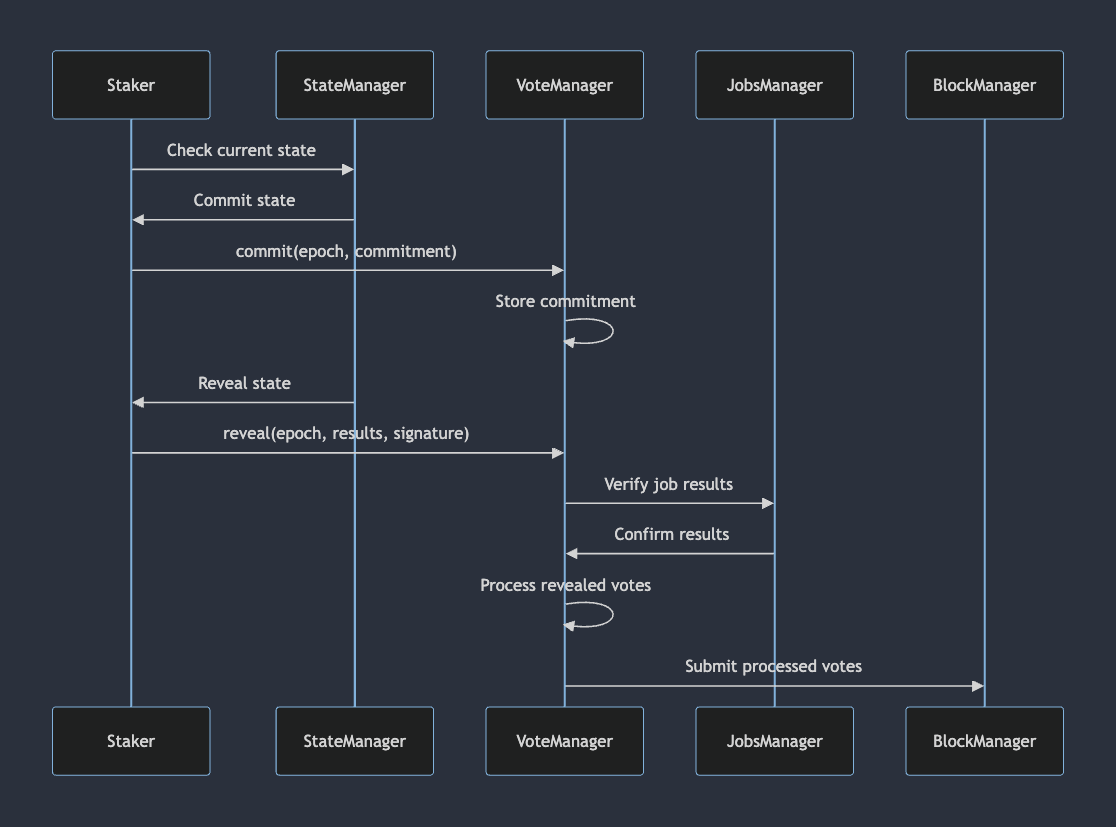 Staker
StateManager
VoteManager
JobsManager
BlockManager
Check current state
Commit state
commit(epoch, commitment)
Store commitment
Reveal state
reveal(epoch, results, signature)
Verify job results
Confirm results
Process revealed votes
Submit processed votes
Staker
StateManager
VoteManager
JobsManager
BlockManager